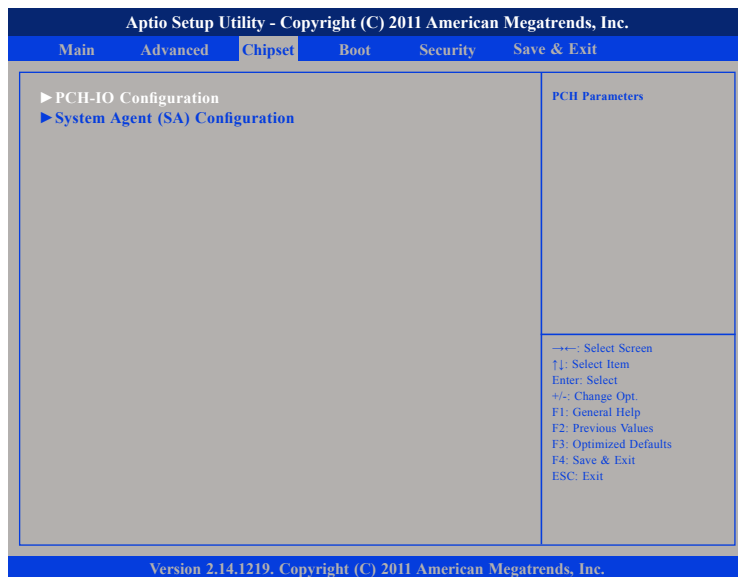 Aptio Setup Utility - Copyright (C) 2011 American Megatrends, Inc.
Main Advanced Chipset Boot Security Save & Exit
►PCH-IO Configuration
►System Agent (SA) Configuration
PCH Parameters
→←: Select Screen
↑↓: Select Item
Enter: Select
+/-: Change Opt.
F1: General Help
F2: Previous Values
F3: Optimized Defaults
F4: Save & Exit
ESC: Exit
Version 2.14.1219. Copyright (C) 2011 American Megatrends, Inc.